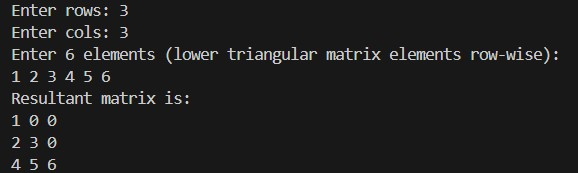 Enter rows: 3
Enter cols: 3
Enter 6 elements (lower triangular matrix elements row-wise):
1 2 3 4 5 6
Resultant matrix is:
1 0 0
2 3 0
4 5 6